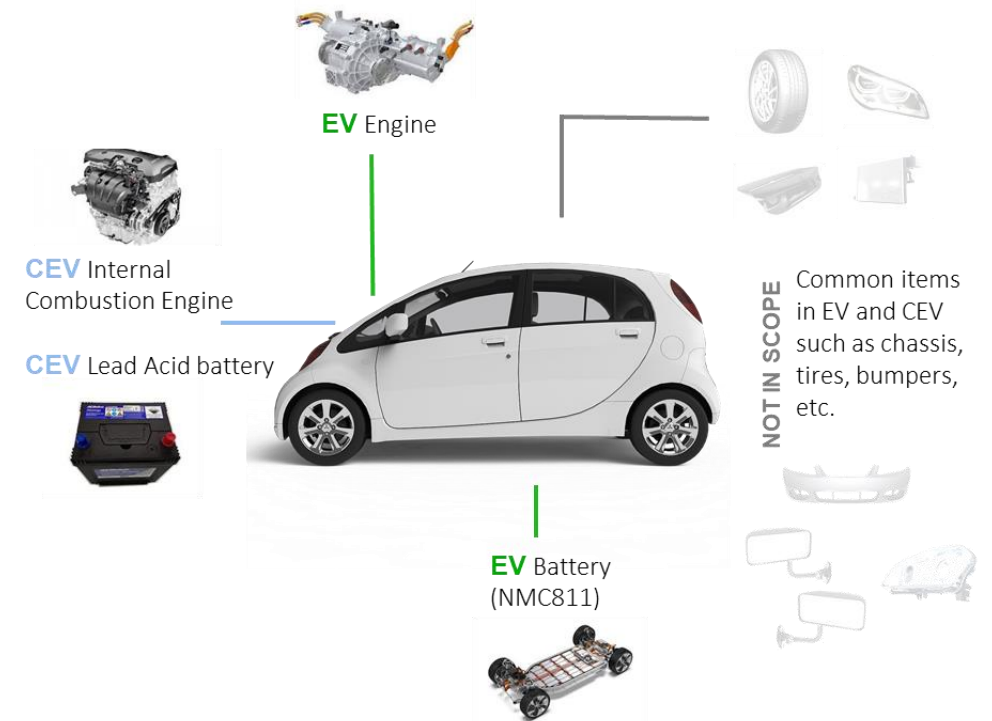 EV Engine
CEV Internal
Combustion Engine
CEV Lead Acid battery
NOT IN SCOPE
Common items
in EV and CEV
such as chassis,
tires, bumpers,
etc.
EV Battery
(NMC811)